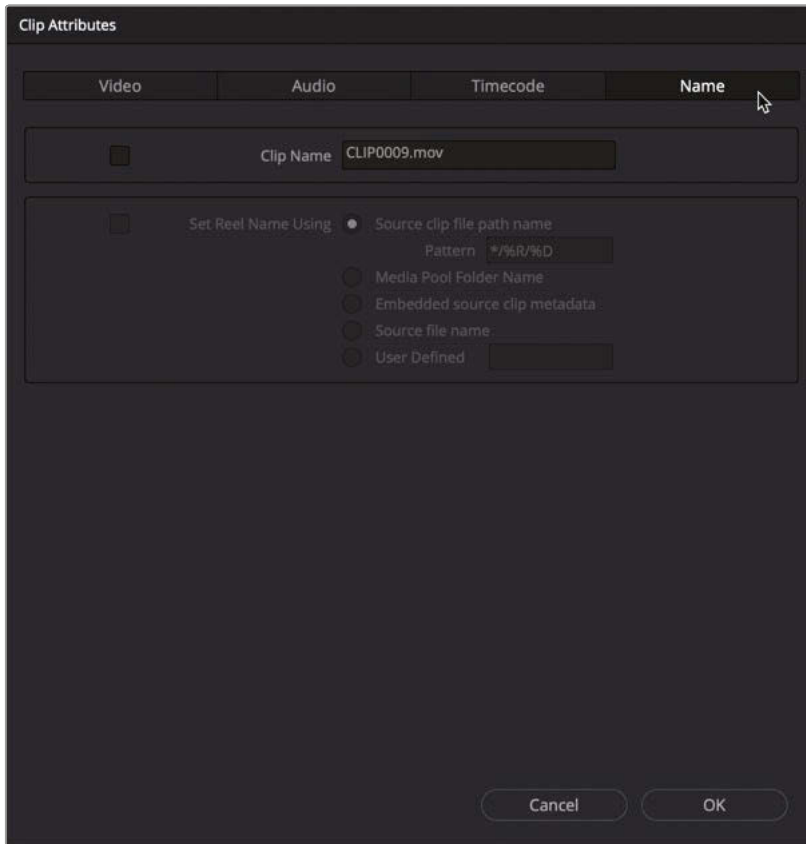 Clip Attributes
Video Audio Timecode Name
Clip Name CLIP0009.mov
Set Reel Name Using Source clip file path name
Pattern */%R/%D
Media Pool Folder Name
Embedded source clip metadata
Source file name
User Defined
Cancel OK